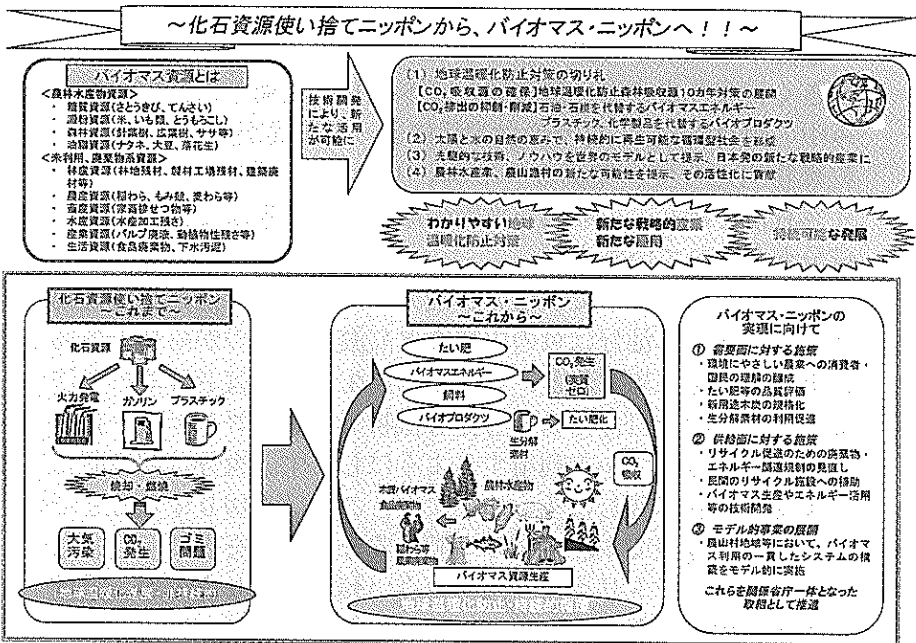 ～化石資源使い捨てニッポンから、バイオマス・ニッポンへ！！～
バイオマス資源とは
<農林水産物資源>
・ 糖質資源(さとうきび、てんさい)
・ 澱粉資源(米、いも類、とうもろこし)
・ 森林資源(針葉樹、広葉樹、ササ等)
・ 油脂資源(ナタネ、大豆、落花生)
<未利用、廃棄物系資源>
・ 林産資源(林地残材、製材工場残材、建築廃
材等)
・ 農産資源(稲わら、もみ殻、麦わら等)
・ 畜産資源(家畜排せつ物等)
・ 水産資源(水産加工残さ)
・ 産業資源(パルプ廃液、動植物性残さ等)
・ 生活資源(食品廃棄物、下水汚泥)
技術開発
により、新
たな活用
が可能に
(1) 地球温暖化防止対策の切り札
【CO₂吸収源の確保】地球温暖化防止森林吸収源10カ年対策の展開
【CO₂排出の抑制・削減】石油・石炭を代替するバイオマスエネルギー
プラスチック、化学製品を代替するバイオプロダクツ
(2) 太陽と水の自然の恵みで、持続的に再生可能な循環型社会を形成
(3) 先駆的な技術、ノウハウを世界のモデルとして提示、日本発の新たな戦略的産業に
(4) 農林水産業、農山漁村の新たな可能性を提示、その活性化に貢献
わかりやすい地球
温暖化防止対策
新たな戦略的産業
新たな雇用
持続可能な発展
化石資源使い捨てニッポン
～これまで～
化石資源
火力発電 ガソリン プラスチック
焼却・燃焼
大気
汚染
CO₂
発生
ゴミ
問題
バイオマス・ニッポン
～これから～
たい肥
バイオマスエネルギー
飼料
バイオプロダクツ
CO₂発生
(実質
ゼロ)
生分解
素材
たい肥化
CO₂
吸収
農林水産物
木質バイオマス
食品廃棄物
稲わら等
バイオマス資源生産
バイオマス・ニッポンの
実現に向けて
① 需要面に対する施策
・環境にやさしい農業への消費者・
国民の理解の醸成
・たい肥等の品質評価
・新用途木炭の規格化
・生分解素材の利用促進
② 供給面に対する施策
・リサイクル促進のための廃棄物・
エネルギー関連規制の見直し
・民間のリサイクル施設への補助
・バイオマス生産やエネルギー活用
等の技術開発
③ モデル的事業の展開
・農山村地域等において、バイオマ
ス利用の一貫したシステムの構
築をモデル的に実施
これらを関係省庁一体となった
取組として推進